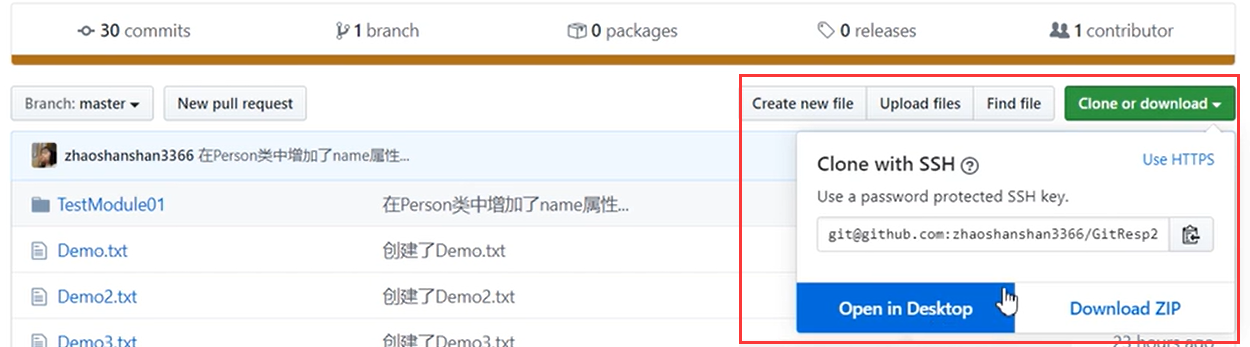 30 commits 1 branch 0 packages 0 releases 1 contributor
Branch: master New pull request Create new file Upload files Find file Clone or download
zhaoshanshan3366 在Person类中增加了name属性...
Clone with SSH Use HTTPS
Use a password protected SSH key.
TestModule01 在Person类中增加了name属性...
git@github.com:zhaoshanshan3366/GitResp2
Demo.txt 创建了Demo.txt
Demo2.txt 创建了Demo2.txt
Open in Desktop Download ZIP
Demo3.txt 创建了Demo3.txt
23 hours ago